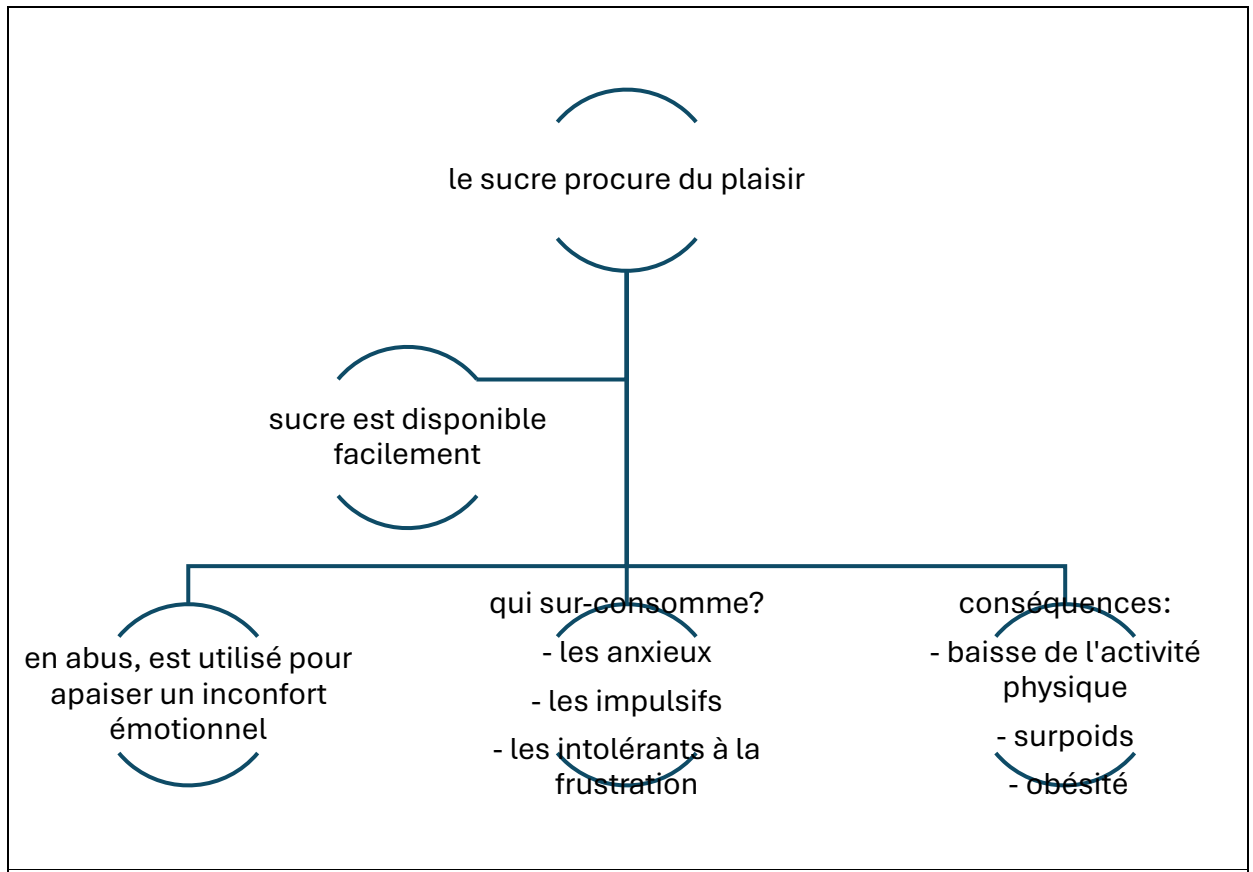 le sucre procure du plaisir
sucre est disponible
facilement
en abus, est utilisé pour
apaiser un inconfort
émotionnel
qui sur-consomme?
- les anxieux
- les impulsifs
- les intolérants à la
frustration
conséquences:
- baisse de l'activité
physique
- surpoids
- obésité